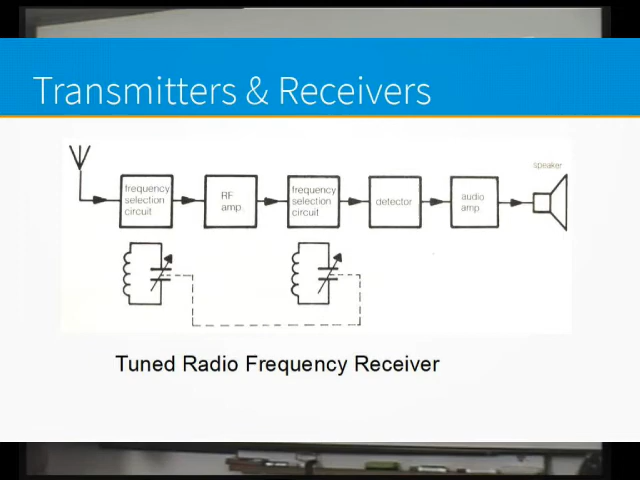 Transmitters & Receivers
speaker
frequency
selection
circuit
RF
amp.
frequency
selection
circuit
detector
audio
amp.
Tuned Radio Frequency Receiver